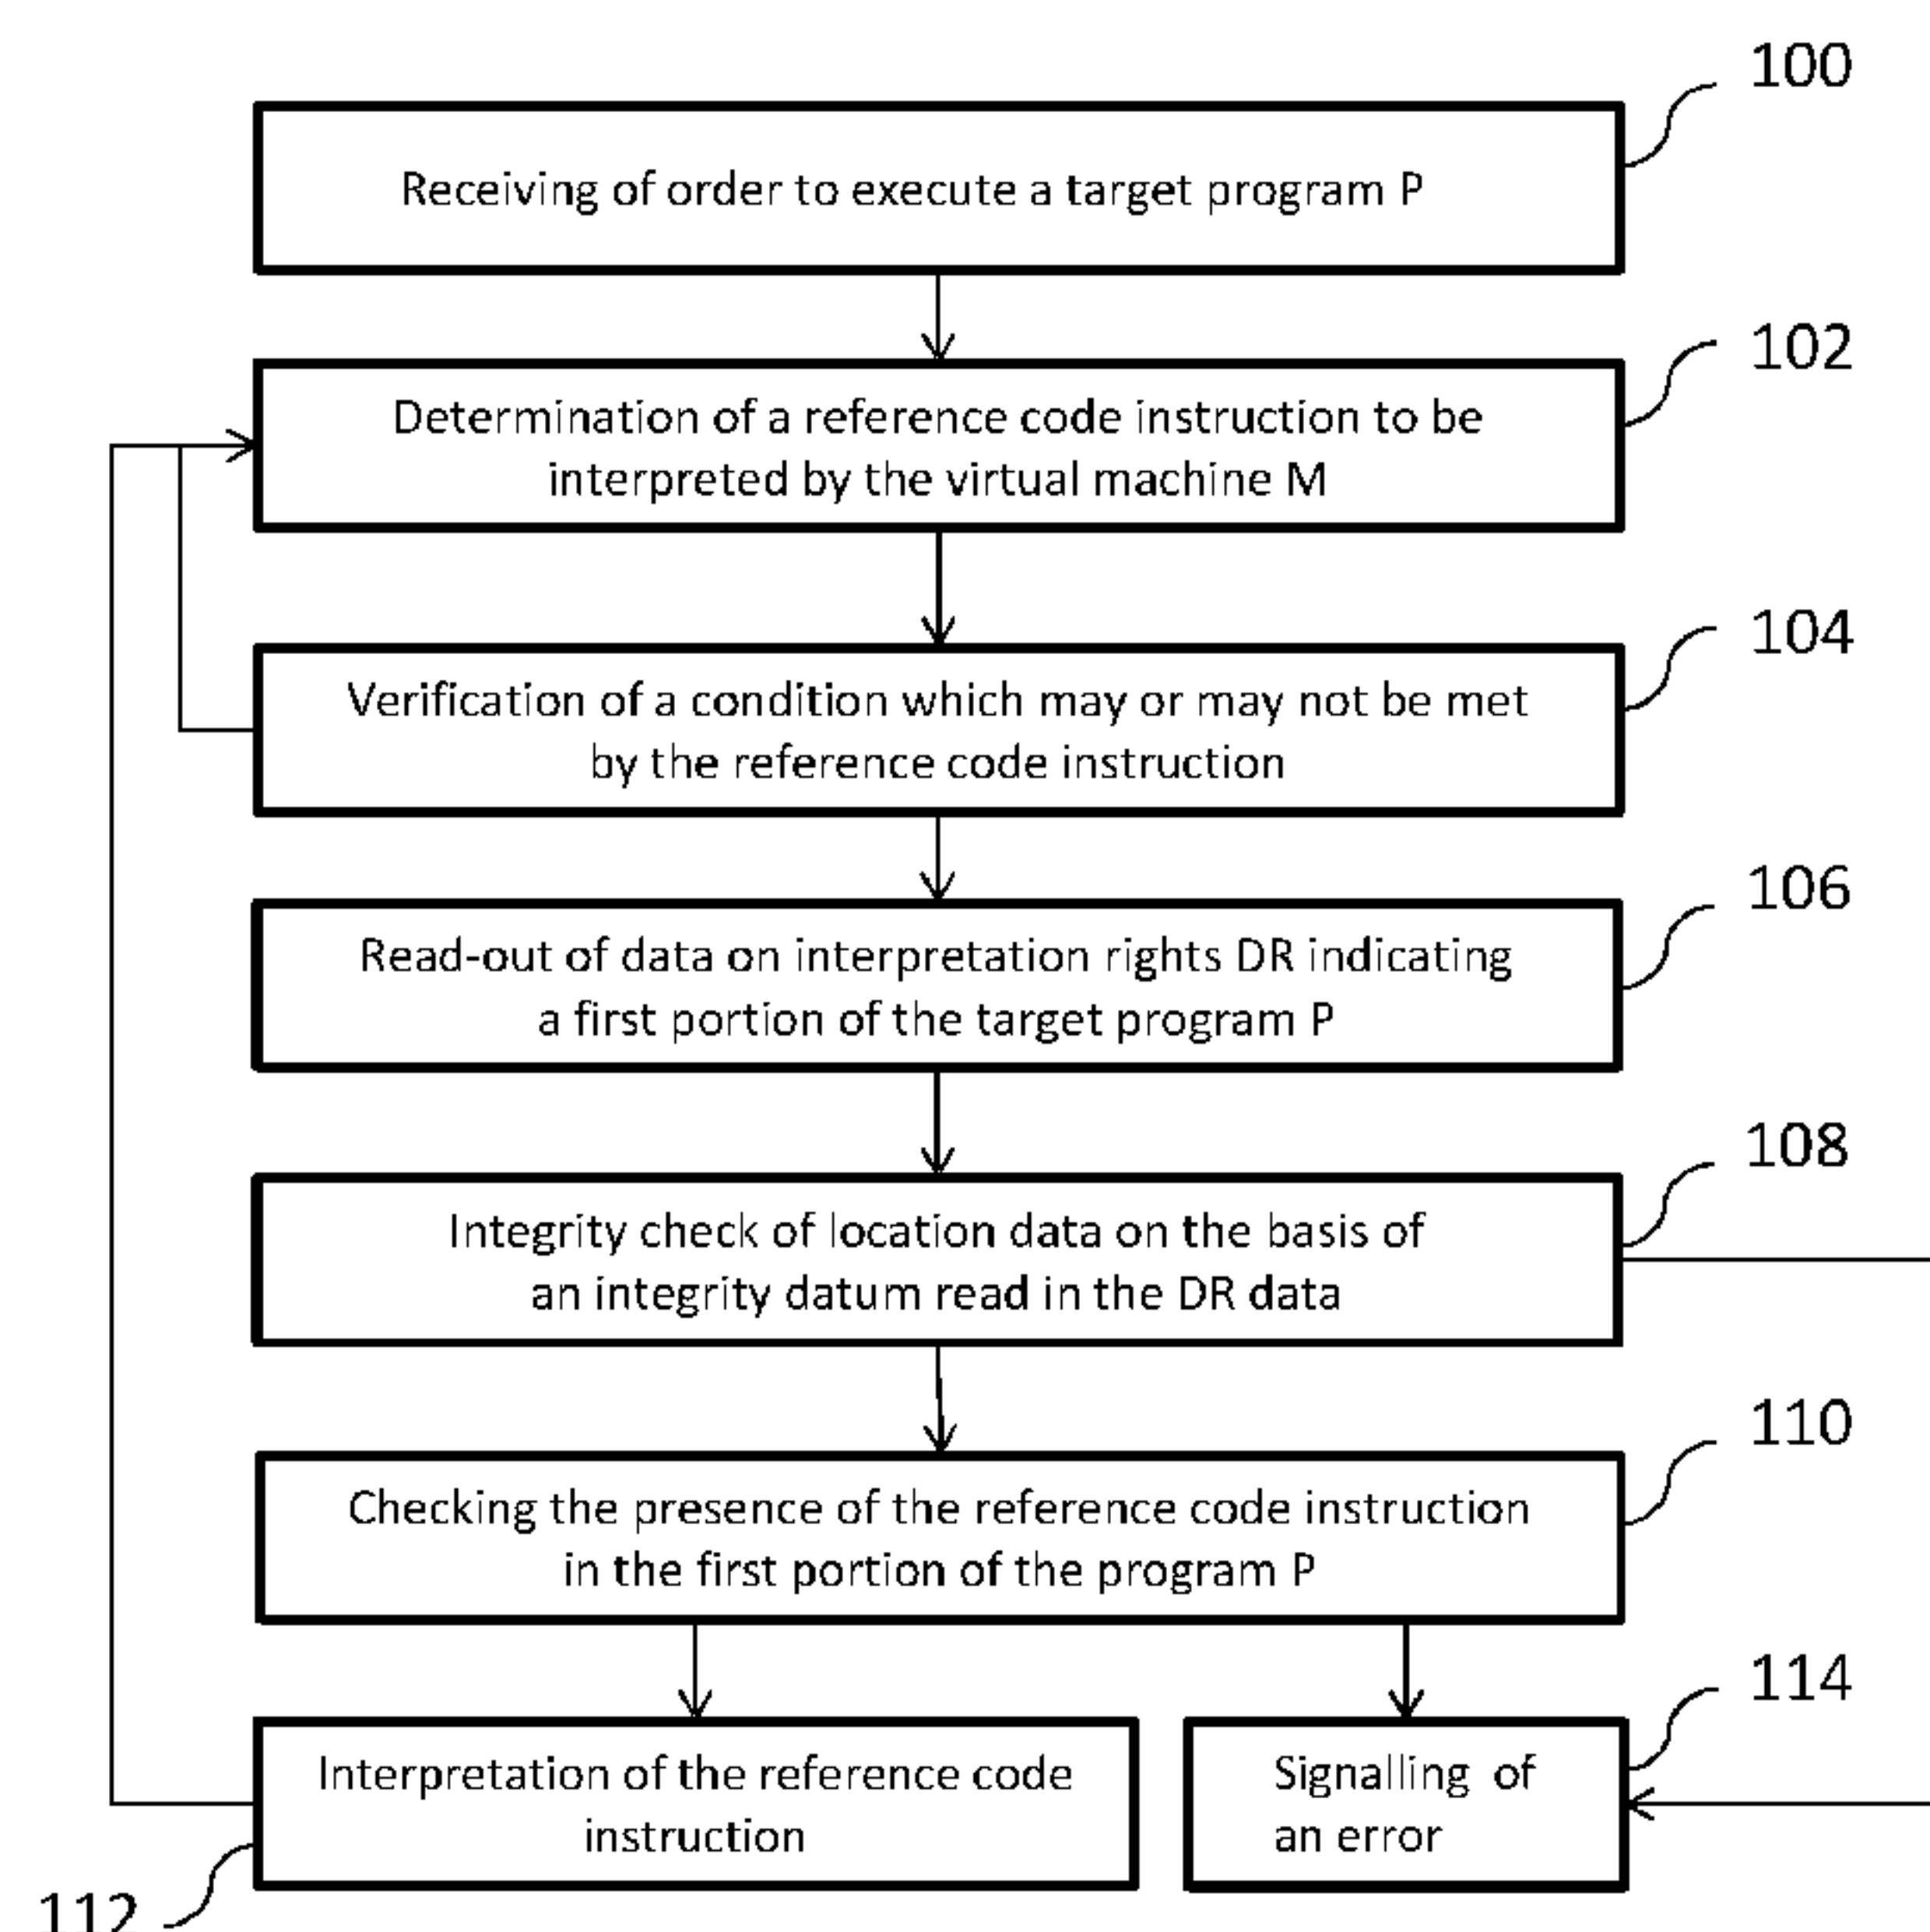 100
Receiving of order to execute a target program P
102
Determination of a reference code instruction to be
interpreted by the virtual machine M
104
Verification of a condition which may or may not be met
by the reference code instruction
106
Read-out of data on interpretation rights DR indicating
a first portion of the target program P
108
Integrity check of location data on the basis of
an integrity datum read in the DR data
110
Checking the presence of the reference code instruction
in the first portion of the program P
114
Interpretation of the reference code
instruction
Signalling of
an error
112